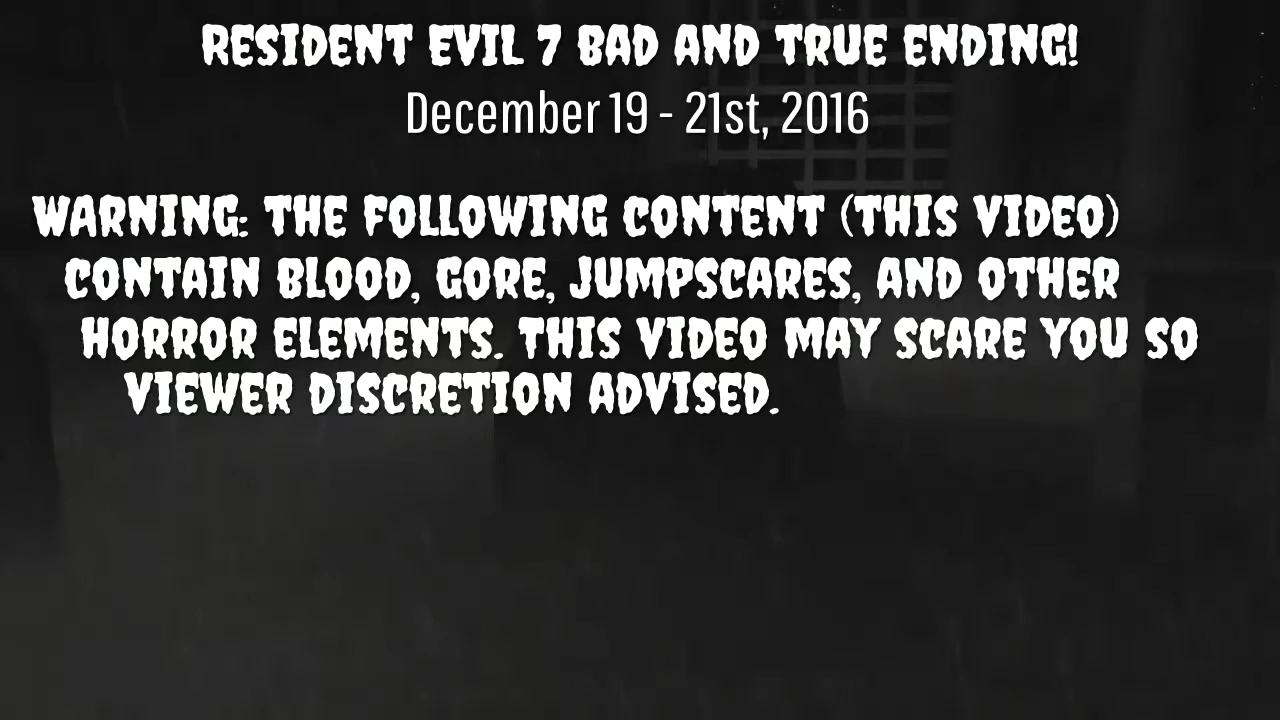 RESIDENT EVIL 7 BAD AND TRUE ENDING!
December 19 - 21st, 2016
WARNING: THE FOLLOWING CONTENT (THIS VIDEO)
CONTAIN BLOOD, GORE, JUMPSCARES, AND OTHER
HORROR ELEMENTS. THIS VIDEO MAY SCARE YOU SO
VIEWER DISCRETION ADVISED.